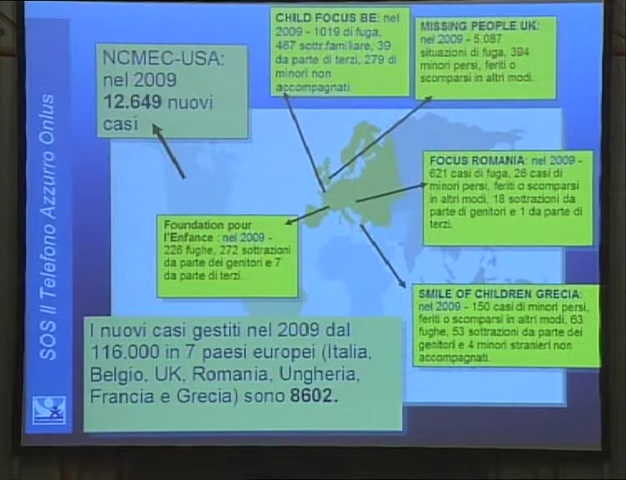 SOS Il Telefono Azzurro Onlus
NCMEC-USA:
nel 2009
12.649 nuovi
casi
CHILD FOCUS BE: nel
2009 - 1019 di fuga,
467 sottr.familiare, 39
da parte di terzi, 279 di
minori non
accompagnati
MISSING PEOPLE UK:
nel 2009 - 5.087
situazioni di fuga, 394
minori persi, feriti o
scomparsi in altri modi.
FOCUS ROMANIA: nel 2009 -
621 casi di fuga, 26 casi di
minori persi, feriti o scomparsi
in altri modi, 18 sottrazioni da
parte di genitori e 1 da parte di
terzi.
Foundation pour
l'Enfance : nel 2009 -
226 fughe, 272 sottrazioni
da parte dei genitori e 7
da parte di terzi.
SMILE OF CHILDREN GRECIA:
nel 2009 - 150 casi di minori persi,
feriti o scomparsi in altri modi, 63
fughe, 53 sottrazioni da parte dei
genitori e 4 minori stranieri non
accompagnati.
I nuovi casi gestiti nel 2009 dal
116.000 in 7 paesi europei (Italia,
Belgio, UK, Romania, Ungheria,
Francia e Grecia) sono 8602.